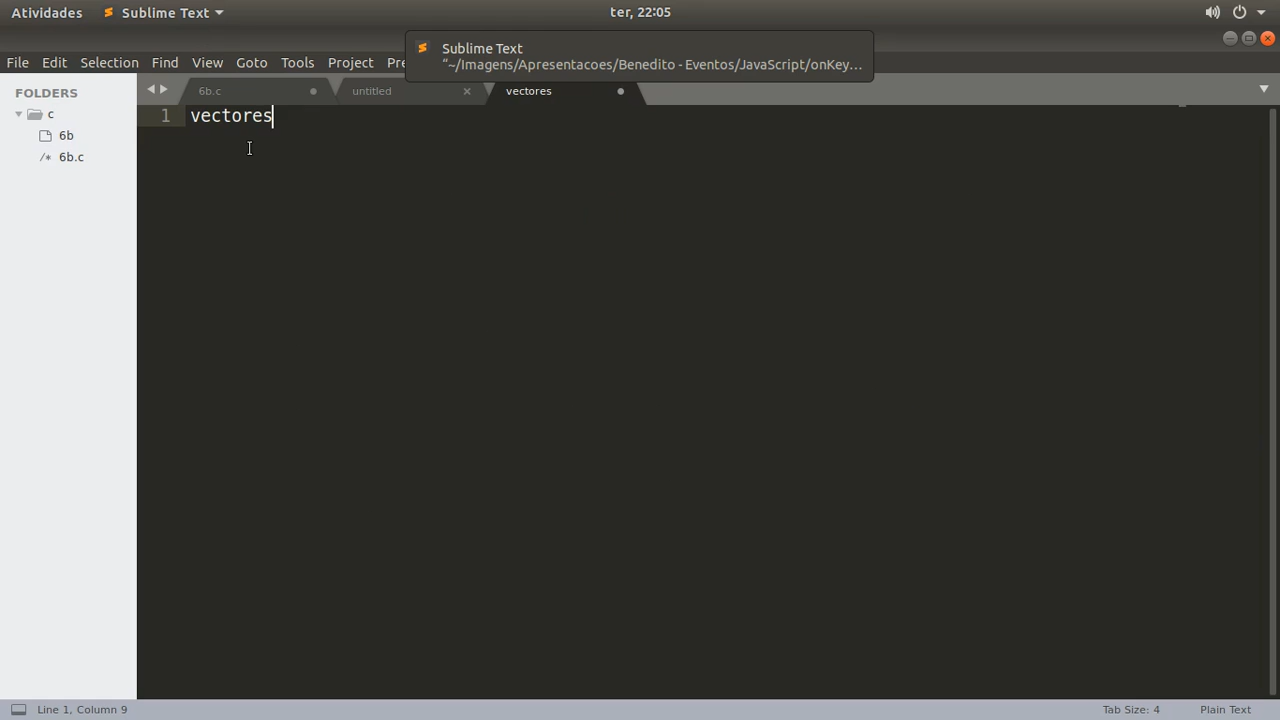 Atividades Sublime Text ter, 22:05
Sublime Text
“~/Imagens/Apresentacoes/Benedito - Eventos/JavaScript/onKey…
File Edit Selection Find View Goto Tools Project Pre
FOLDERS
c
6b
/* 6b.c
6b.c untitled vectores
1 vectores
Line 1, Column 9 Tab Size: 4 Plain Text